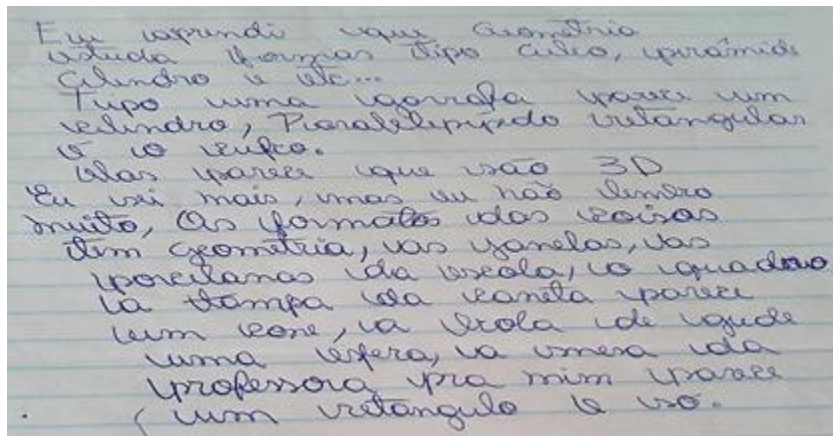 Eu aprendi que Geometria
estuda formas tipo cubo, pirâmide
Cilindro e etc...
Tupo uma garrafa parece um
cilindro, Paralelepípedo retangular
é o cubo.
elas parece que são 3D
Eu vi mais, mas eu não lembro
muito, As formatos das coisas
tem geometria, as janelas, as
porcelanas da escola, o quadro
a tampa da caneta parece
um cone, a bola de gude
uma esfera, a mesa da
professora pra mim parece
um retangulo e só.